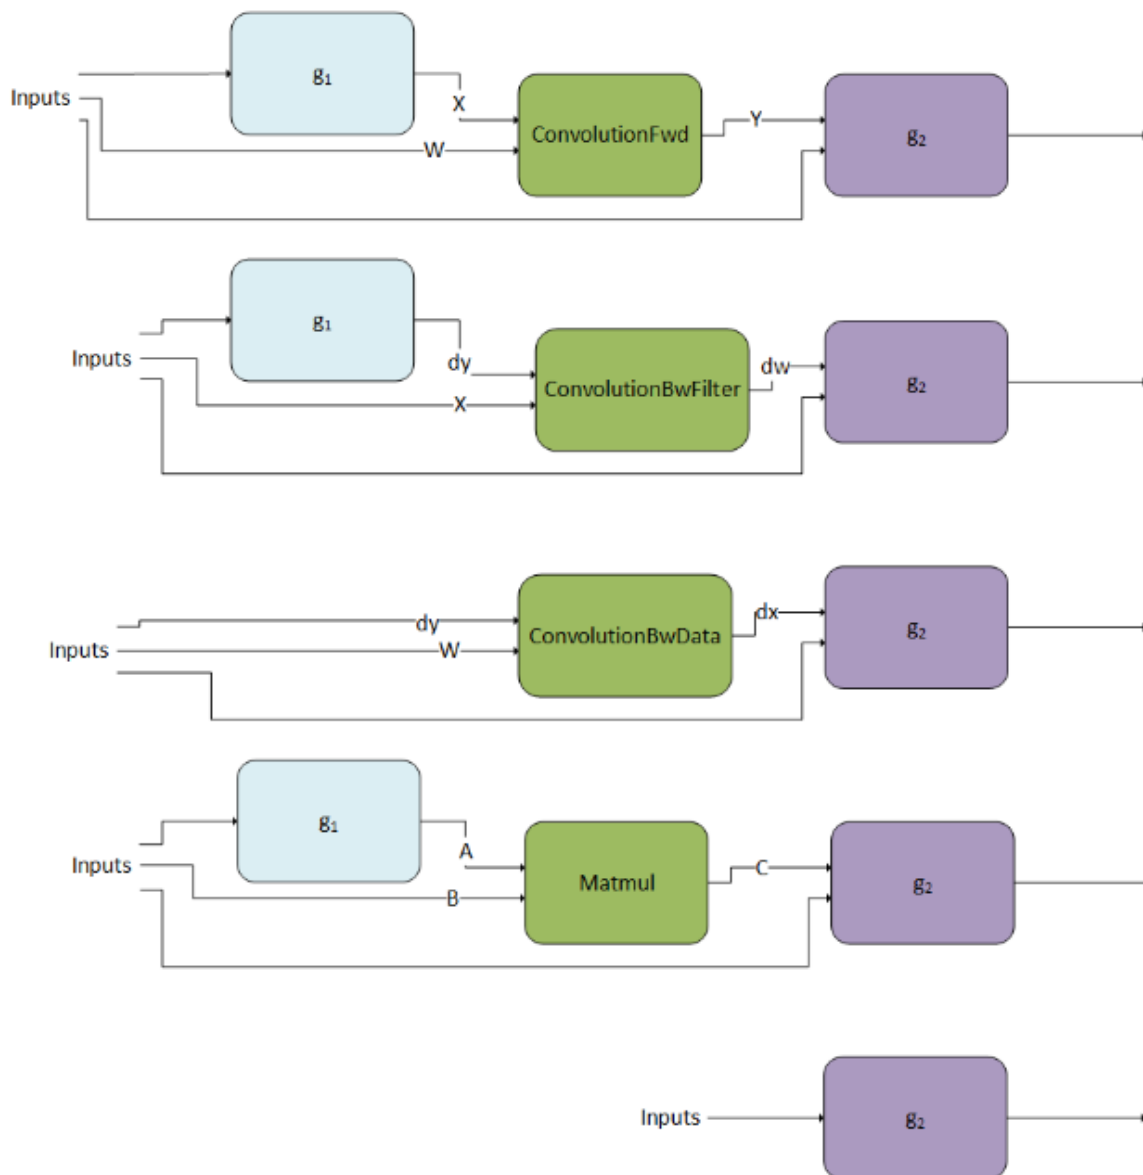 g₁
Inputs
X
ConvolutionFwd
Y
g₂
W
g₁
Inputs
dy
ConvolutionBwFilter
dw
g₂
X
dy
ConvolutionBwData
dx
g₂
Inputs
W
g₁
Inputs
A
Matmul
C
g₂
B
Inputs
g₂